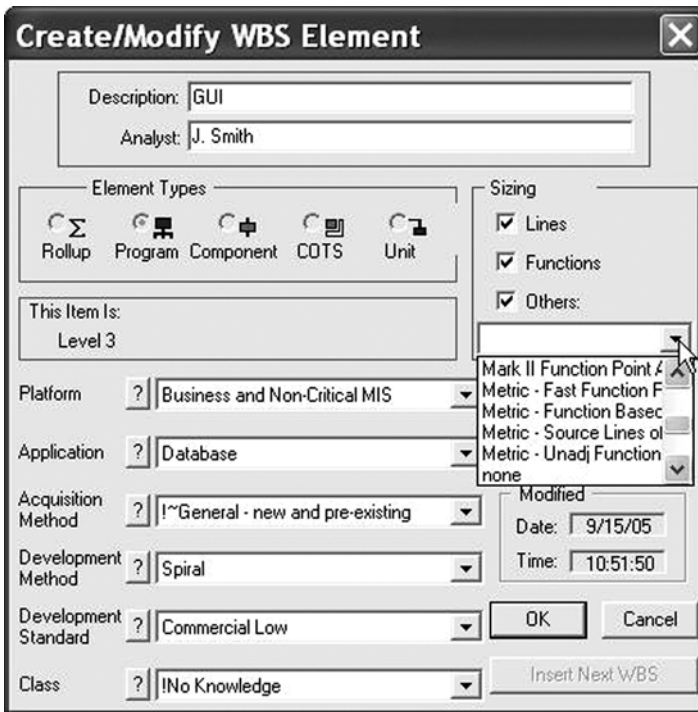 Create/Modify WBS Element
Description: GUI
Analyst: J. Smith
Element Types
Rollup Program Component COTS Unit
This Item Is:
Level 3
Sizing
Lines
Functions
Others:
Mark II Function Point A
Metric - Fast Function F
Metric - Function Based
Metric - Source Lines of
Metric - Unadj Function
none
Platform ? Business and Non-Critical MIS
Application ? Database
Acquisition
Method ? !~General - new and pre-existing
Development
Method ? Spiral
Development
Standard ? Commercial Low
Class ? !No Knowledge
Modified
Date: 9/15/05
Time: 10:51:50
OK Cancel
Insert Next WBS